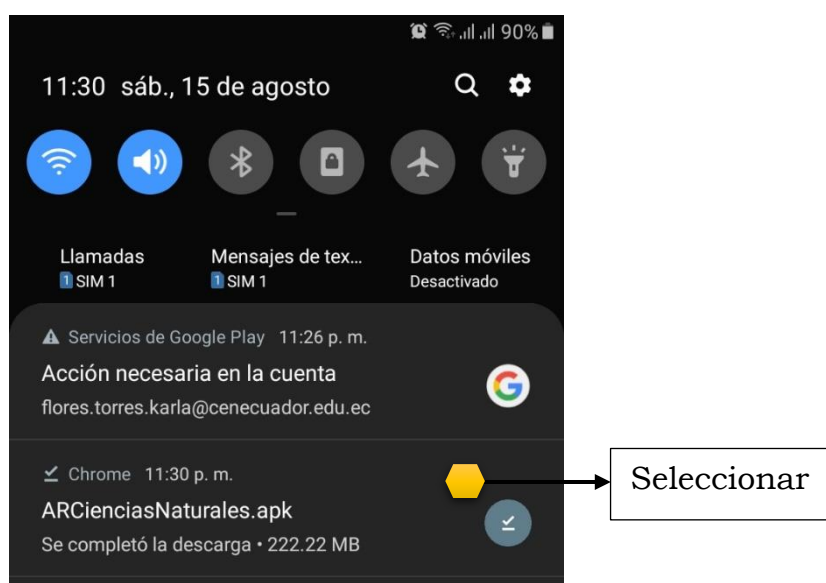 90%
11:30 sáb., 15 de agosto
Llamadas Mensajes de tex... Datos móviles
1 SIM 1 1 SIM 1 Desactivado
Servicios de Google Play 11:26 p. m.
Acción necesaria en la cuenta
flores.torres.karla@cenecuador.edu.ec
Chrome 11:30 p. m.
Seleccionar
ARCienciasNaturales.apk
Se completó la descarga • 222.22 MB